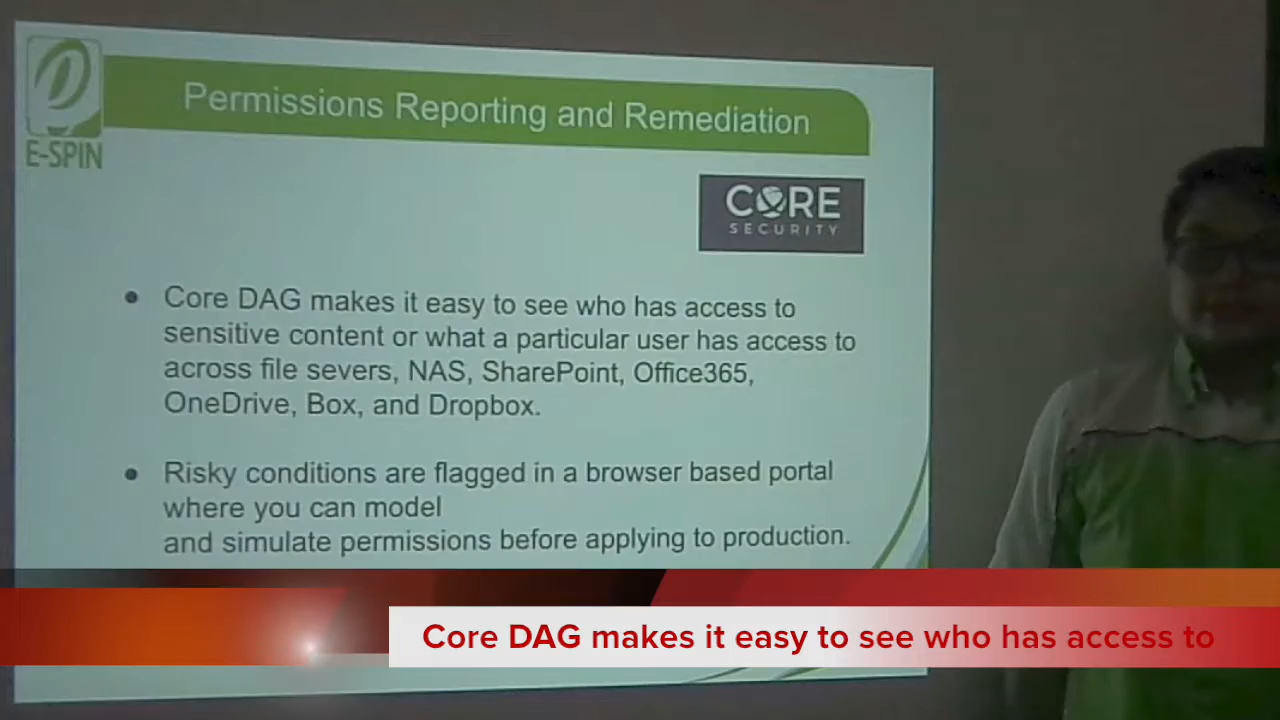 Permissions Reporting and Remediation
E-SPIN
CORE
SECURITY
Core DAG makes it easy to see who has access to
sensitive content or what a particular user has access to
across file severs, NAS, SharePoint, Office365,
OneDrive, Box, and Dropbox.
Risky conditions are flagged in a browser based portal
where you can model
and simulate permissions before applying to production.
Core DAG makes it easy to see who has access to